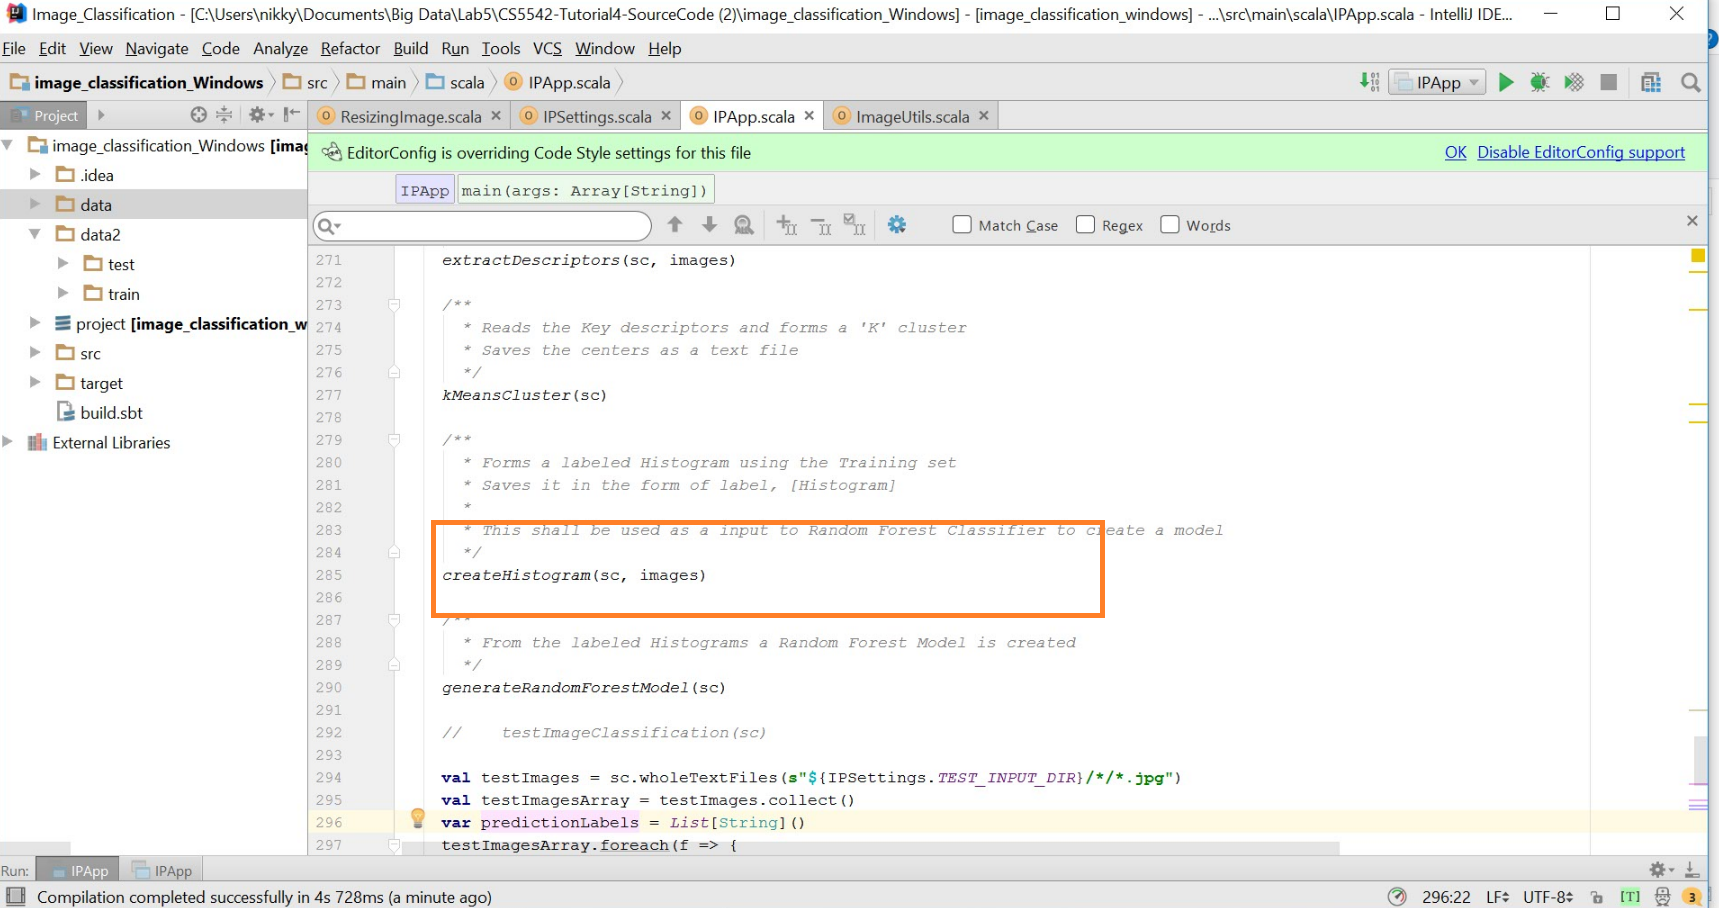 Image_Classification - [C:\Users\nikky\Documents\Big Data\Lab5\CS5542-Tutorial4-SourceCode (2)\image_classification_Windows] - [image_classification_windows] - ...\src\main\scala\IPApp.scala - IntelliJ IDE...
File Edit View Navigate Code Analyze Refactor Build Run Tools VCS Window Help
image_classification_Windows src main scala IPApp.scala IPApp
Project ResizingImage.scala IPSettings.scala IPApp.scala ImageUtils.scala
image_classification_Windows [imag
EditorConfig is overriding Code Style settings for this file OK Disable EditorConfig support
.idea
data
data2
test
train
project [image_classification_w
src
target
build.sbt
External Libraries
IPApp main(args: Array[String])
Match Case Regex Words
271 extractDescriptors(sc, images)
272
273 /**
274 * Reads the Key descriptors and forms a 'K' cluster
275 * Saves the centers as a text file
276 */
277 kMeansCluster(sc)
278
279 /**
280 * Forms a labeled Histogram using the Training set
281 * Saves it in the form of label, [Histogram]
282 *
283 * This shall be used as a input to Random Forest Classifier to create a model
284 */
285 createHistogram(sc, images)
286
287 /**
288 * From the labeled Histograms a Random Forest Model is created
289 */
290 generateRandomForestModel(sc)
291
292 // testImageClassification(sc)
293
294 val testImages = sc.wholeTextFiles(s"${IPSettings.TEST_INPUT_DIR}/*/*.jpg")
295 val testImagesArray = testImages.collect()
296 var predictionLabels = List[String]()
297 testImagesArray.foreach(f => {
Run: IPApp IPApp
Compilation completed successfully in 4s 728ms (a minute ago) 296:22 LF UTF-8 [T] 3